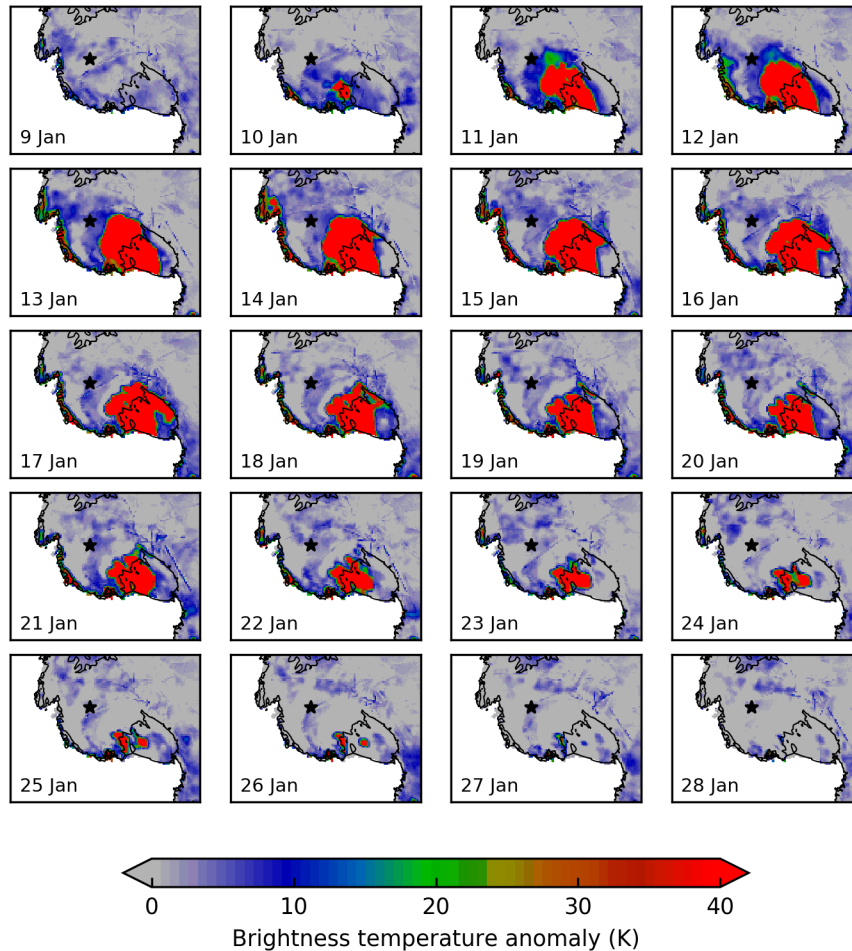 9 Jan
10 Jan
11 Jan
12 Jan
13 Jan
14 Jan
15 Jan
16 Jan
17 Jan
18 Jan
19 Jan
20 Jan
21 Jan
22 Jan
23 Jan
24 Jan
25 Jan
26 Jan
27 Jan
28 Jan
0 10 20 30 40
Brightness temperature anomaly (K)